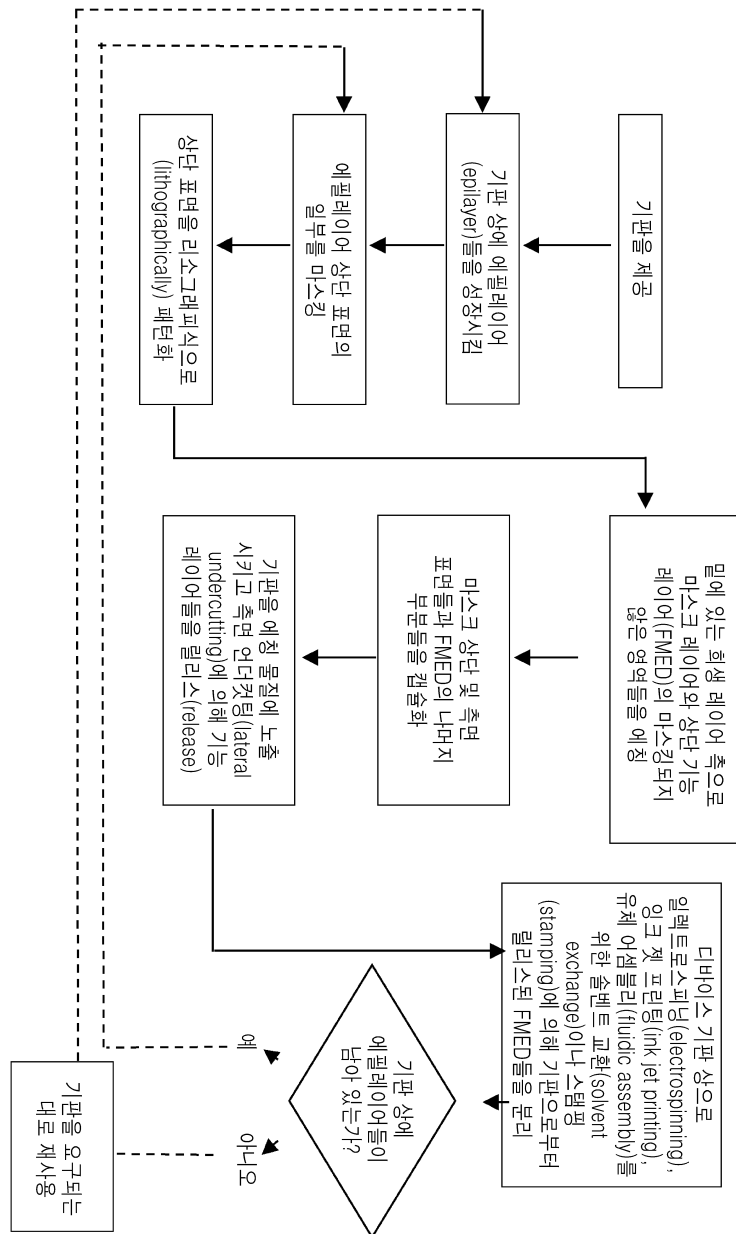 기판을 제공
기판 상에 에필레이어
(epilayer)들을 성장시킴
에필레이어 상단 표면의
일부를 마스킹
상단 표면을 리소그래피식으로
(lithographically) 패턴화
밑에 있는 희생 레이어 측으로
마스크 레이어와 상단 기능
레이어(FMED)의 마스킹되지
않은 영역들을 에칭
마스크 상단 및 측면
표면들과 FMED의 나머지
부분들을 캡슐화
기판을 에칭 물질에 노출
시키고 측면 언더컷팅(lateral
undercutting)에 의해 기능
레이어들을 릴리스(release)
디바이스 기판 상으로
일렉트로스피닝(electrospinning),
잉크 젯 프린팅(ink jet printing),
유체 어셈블리(fluidic assembly)를
위한 솔벤트 교환(solvent
exchange)이나 스탬핑
(stamping)에 의해 기판으로부터
릴리스된 FMED들을 분리
기판 상에
에필레이어들이
남아 있는가?
예
아니오
기판을 요구되는
대로 재사용